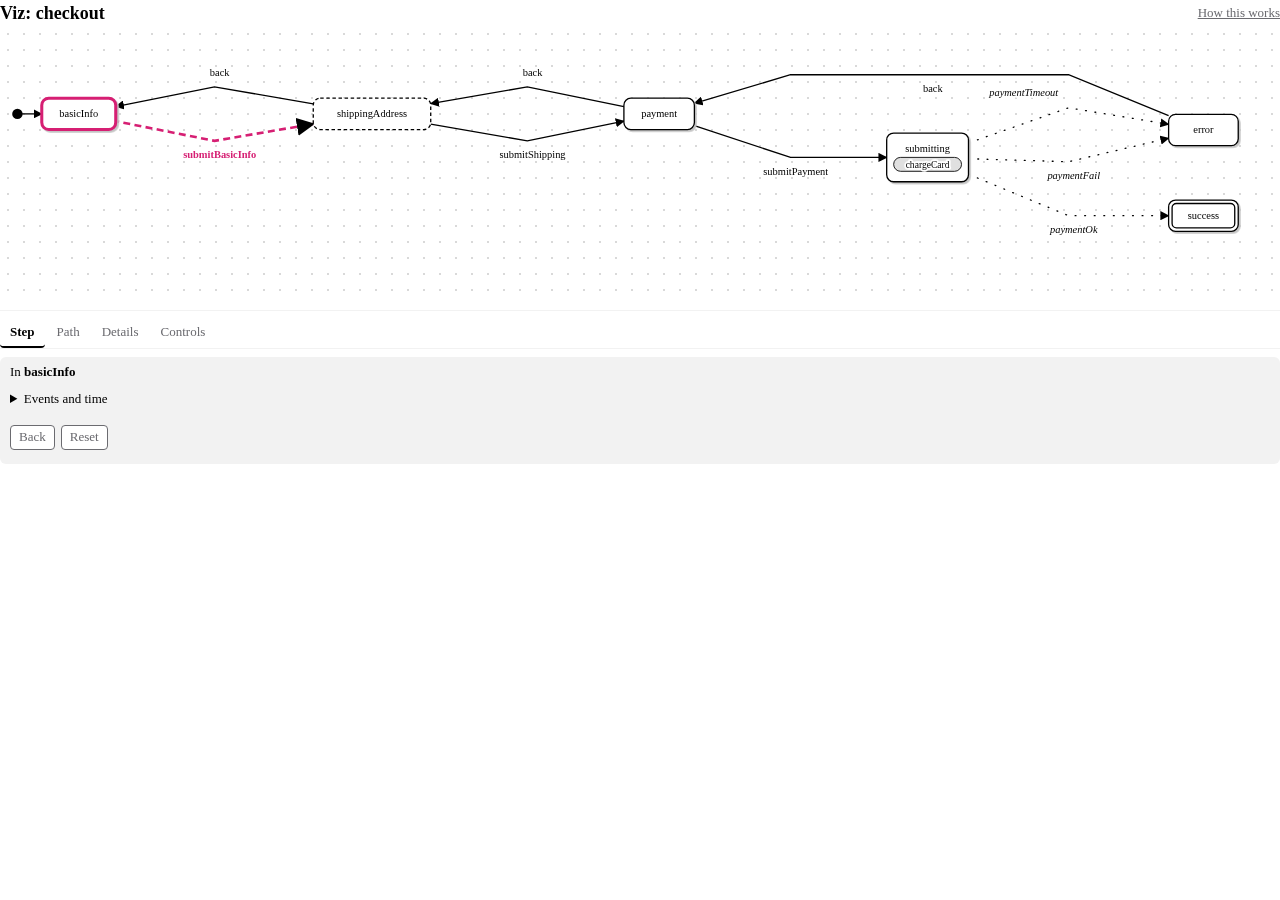 Viz: checkout
How this works
back
back
back
paymentTimeout
basicInfo
shippingAddress
payment
error
submitBasicInfo
submitShipping
submitting
chargeCard
submitPayment
paymentFail
success
paymentOk
Step Path Details Controls
In basicInfo
Events and time
Back Reset